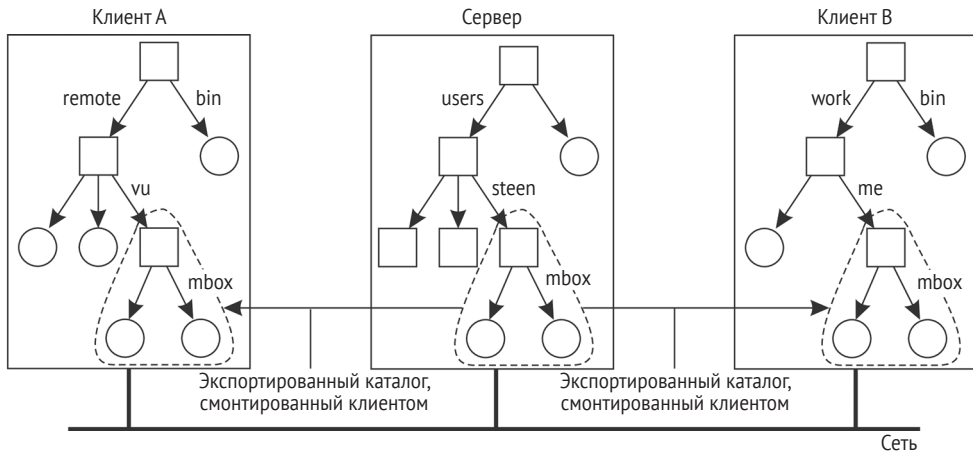 Клиент A
Сервер
Клиент B
remote
bin
users
work
bin
vu
steen
me
mbox
mbox
mbox
Экспортированный каталог,
смонтированный клиентом
Экспортированный каталог,
смонтированный клиентом
Сеть